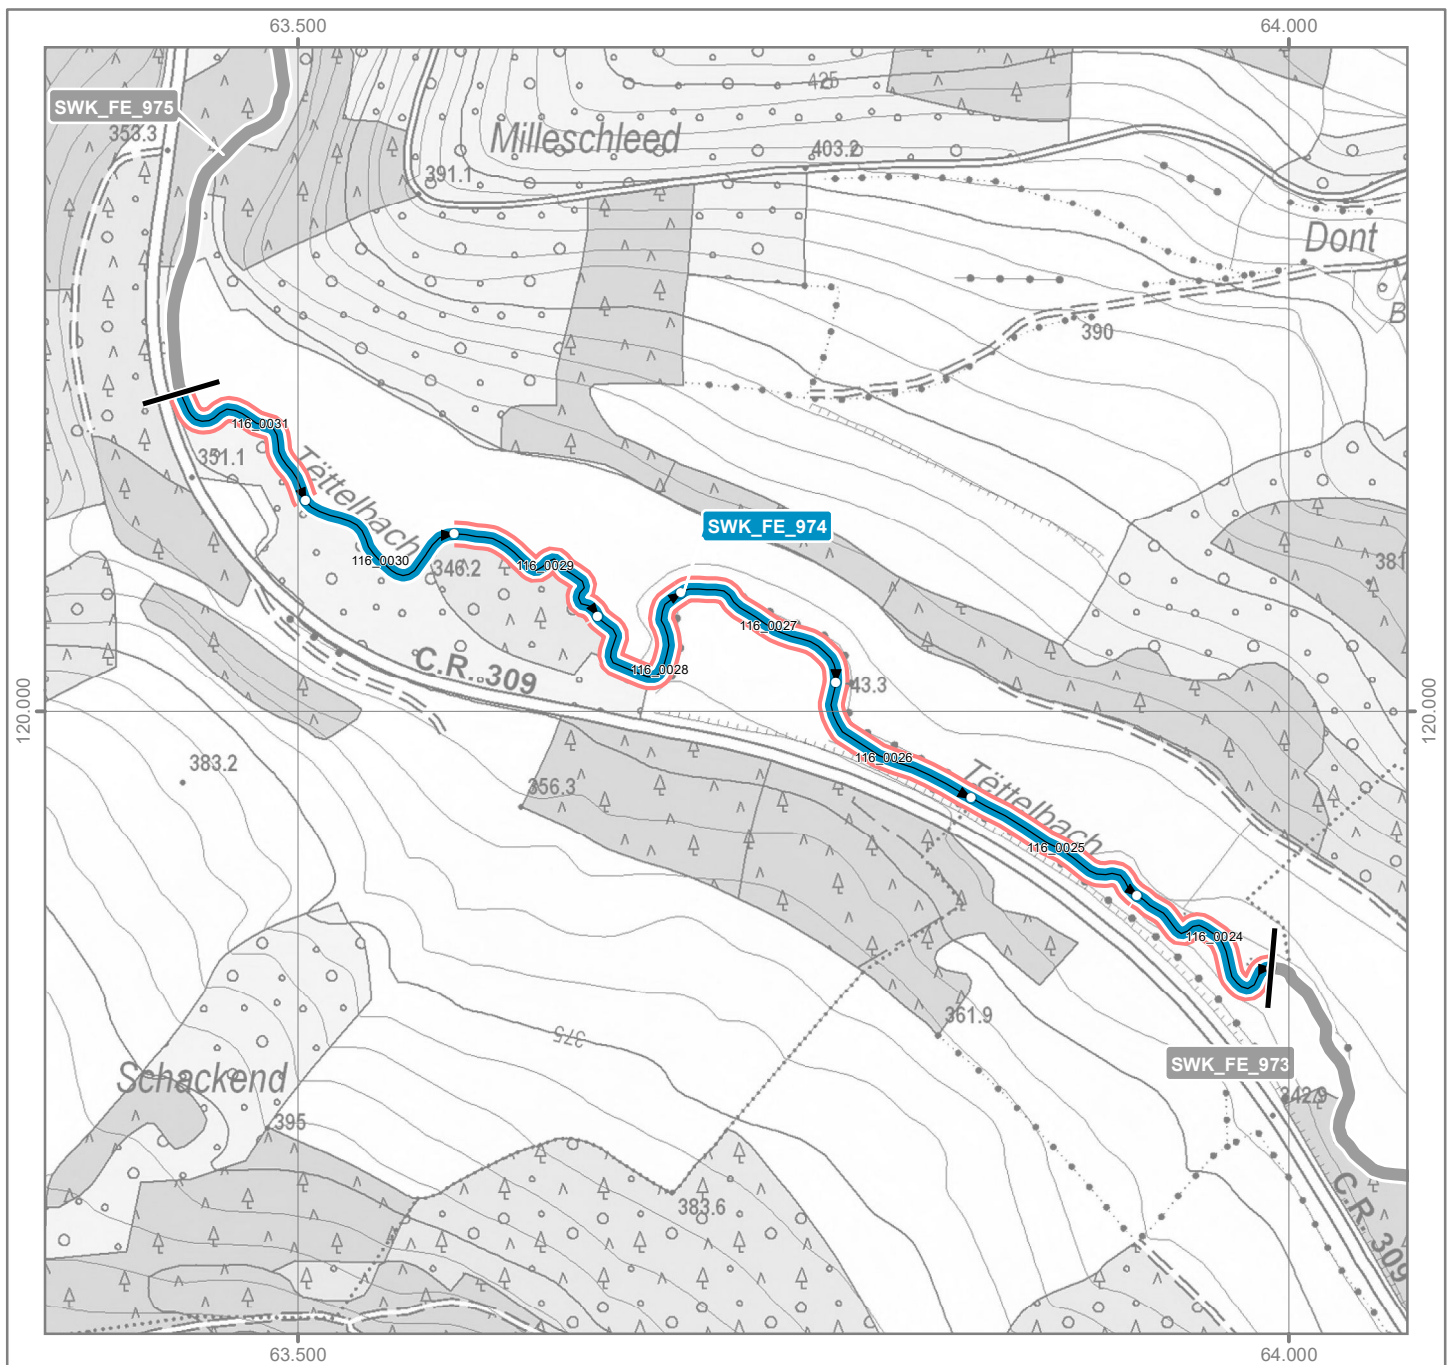 63.500
64.000
SWK_FE_975
353.3
425
Milleschleed
403.2
391.1
Dont
B
390
116_0031
351.1
Tëttelbach
SWK_FE_974
116_0030
346.2
116_0029
381
116_0027
116_0028
C.R. 309
43.3
120.000
120.000
116_0026
383.2
Tëttelbach
356.3
116_0025
116_0024
361.9
375
SWK_FE_973
Schackend
342.9
395
383.6
C.R. 309
63.500
64.000